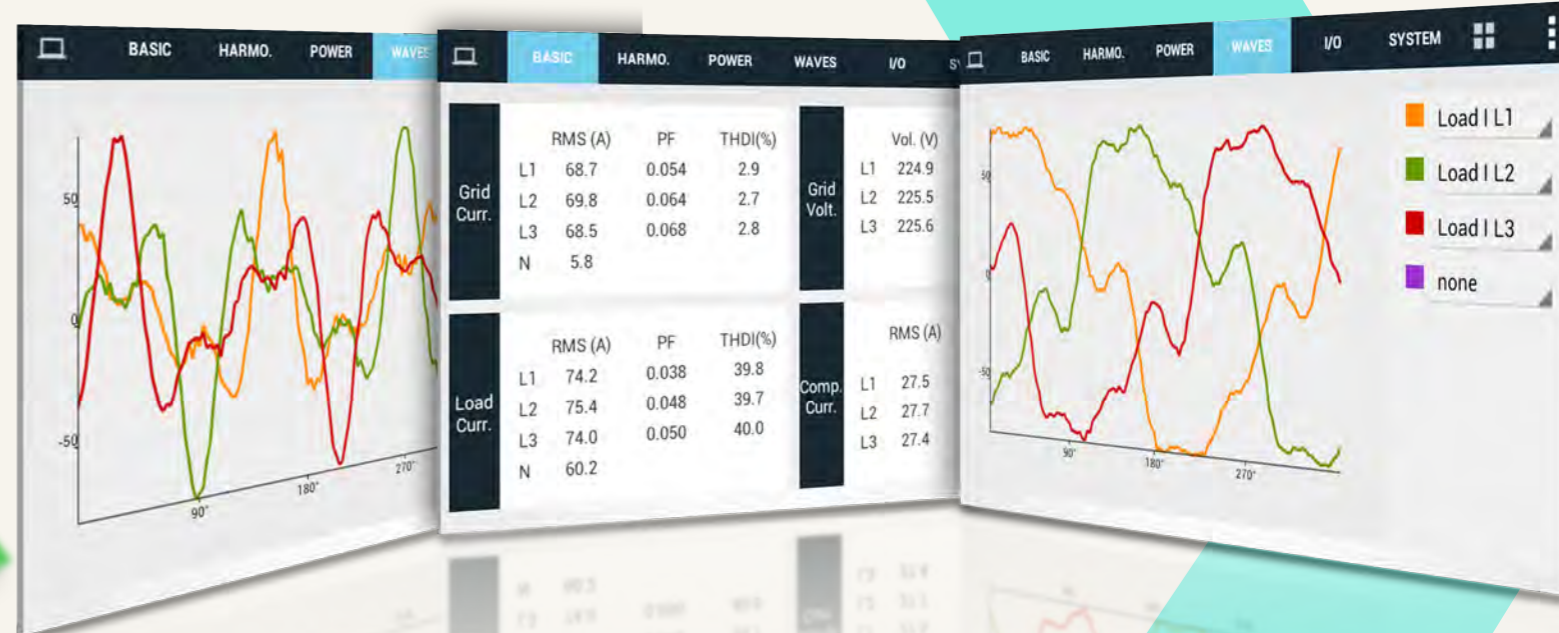 BASIC HARMO. POWER WAVES
50
0
-50
90°
180°
270°
BASIC HARMO. POWER WAVES I/O
Grid
Curr.
RMS (A) PF THDI(%)
L1 68.7 0.054 2.9
L2 69.8 0.064 2.7
L3 68.5 0.068 2.8
N 5.8
Grid
Volt.
Vol. (V)
L1 224.9
L2 225.5
L3 225.6
Load
Curr.
RMS (A) PF THDI(%)
L1 74.2 0.038 39.8
L2 75.4 0.048 39.7
L3 74.0 0.050 40.0
N 60.2
Comp.
Curr.
RMS (A)
L1 27.5
L2 27.7
L3 27.4
BASIC HARMO. POWER WAVES I/O SYSTEM
50
0
-50
90°
180°
270°
Load I L1
Load I L2
Load I L3
none